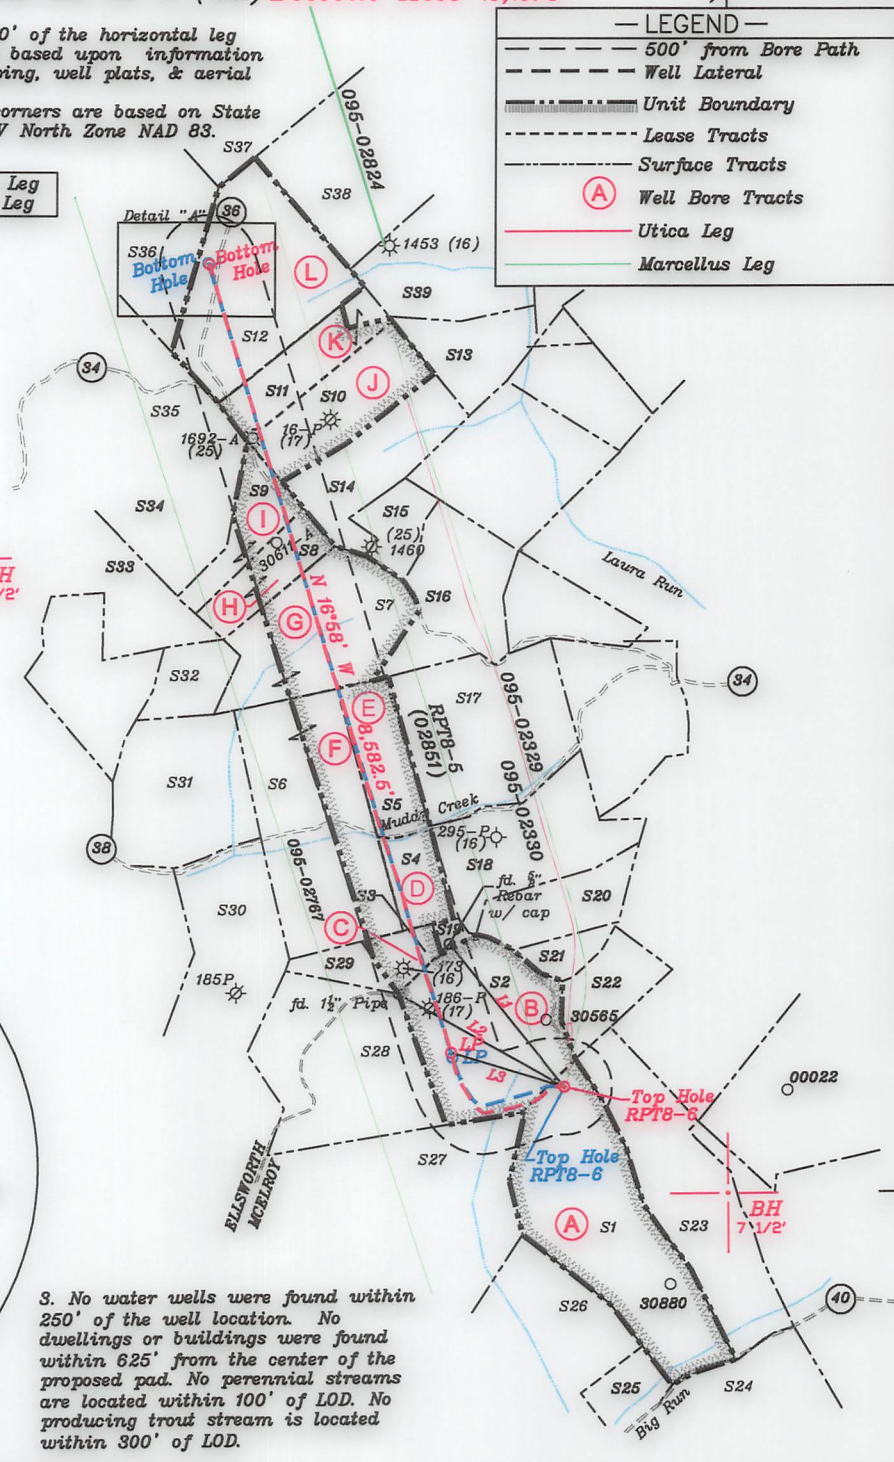 0' of the horizontal leg
based upon information
ping, well plats, & aerial
corners are based on State
V North Zone NAD 83.
Leg
Leg
— LEGEND —
500' from Bore Path
Well Lateral
Unit Boundary
Lease Tracts
Surface Tracts
A Well Bore Tracts
Utica Leg
Marcellus Leg
S37
095-02824
S38
Detail "A"
36
1453 (16)
S36
Bottom Hole
Bottom Hole
L
S39
S12
K
S13
34
S11
J
S10
S35
16-P
(17)
1692-A
(25)
S9
S14
S34
S15
(25)
1460
I
30611-A
S8
Laura Run
S33
H
1/2'
H
N 16°58' W
S7
S16
G
S32
34
S17
095-02329
E
RPT8-5
(02851)
F
8,582.5'
S31
S6
S5
Muddy Creek
095-02330
295-P
(16)
38
095-02767
S4
S18
fd. 5/8"
Rebar
w/ cap
D
S20
S3
S30
C
S19
S29
S21
173
(16)
S2
S22
185P
L1
B
fd. 1½" Pipe
186-P
(17)
30565
L2
LP
LP
S28
L3
00022
Top Hole
RPT8-6
ELLSWORTH
MCELROY
S27
Top Hole
RPT8-6
BH
7 1/2'
A
S1
S23
30880
S26
40
S25
S24
Big Run
3. No water wells were found within
250' of the well location. No
dwellings or buildings were found
within 625' from the center of the
proposed pad. No perennial streams
are located within 100' of LOD. No
producing trout stream is located
within 300' of LOD.